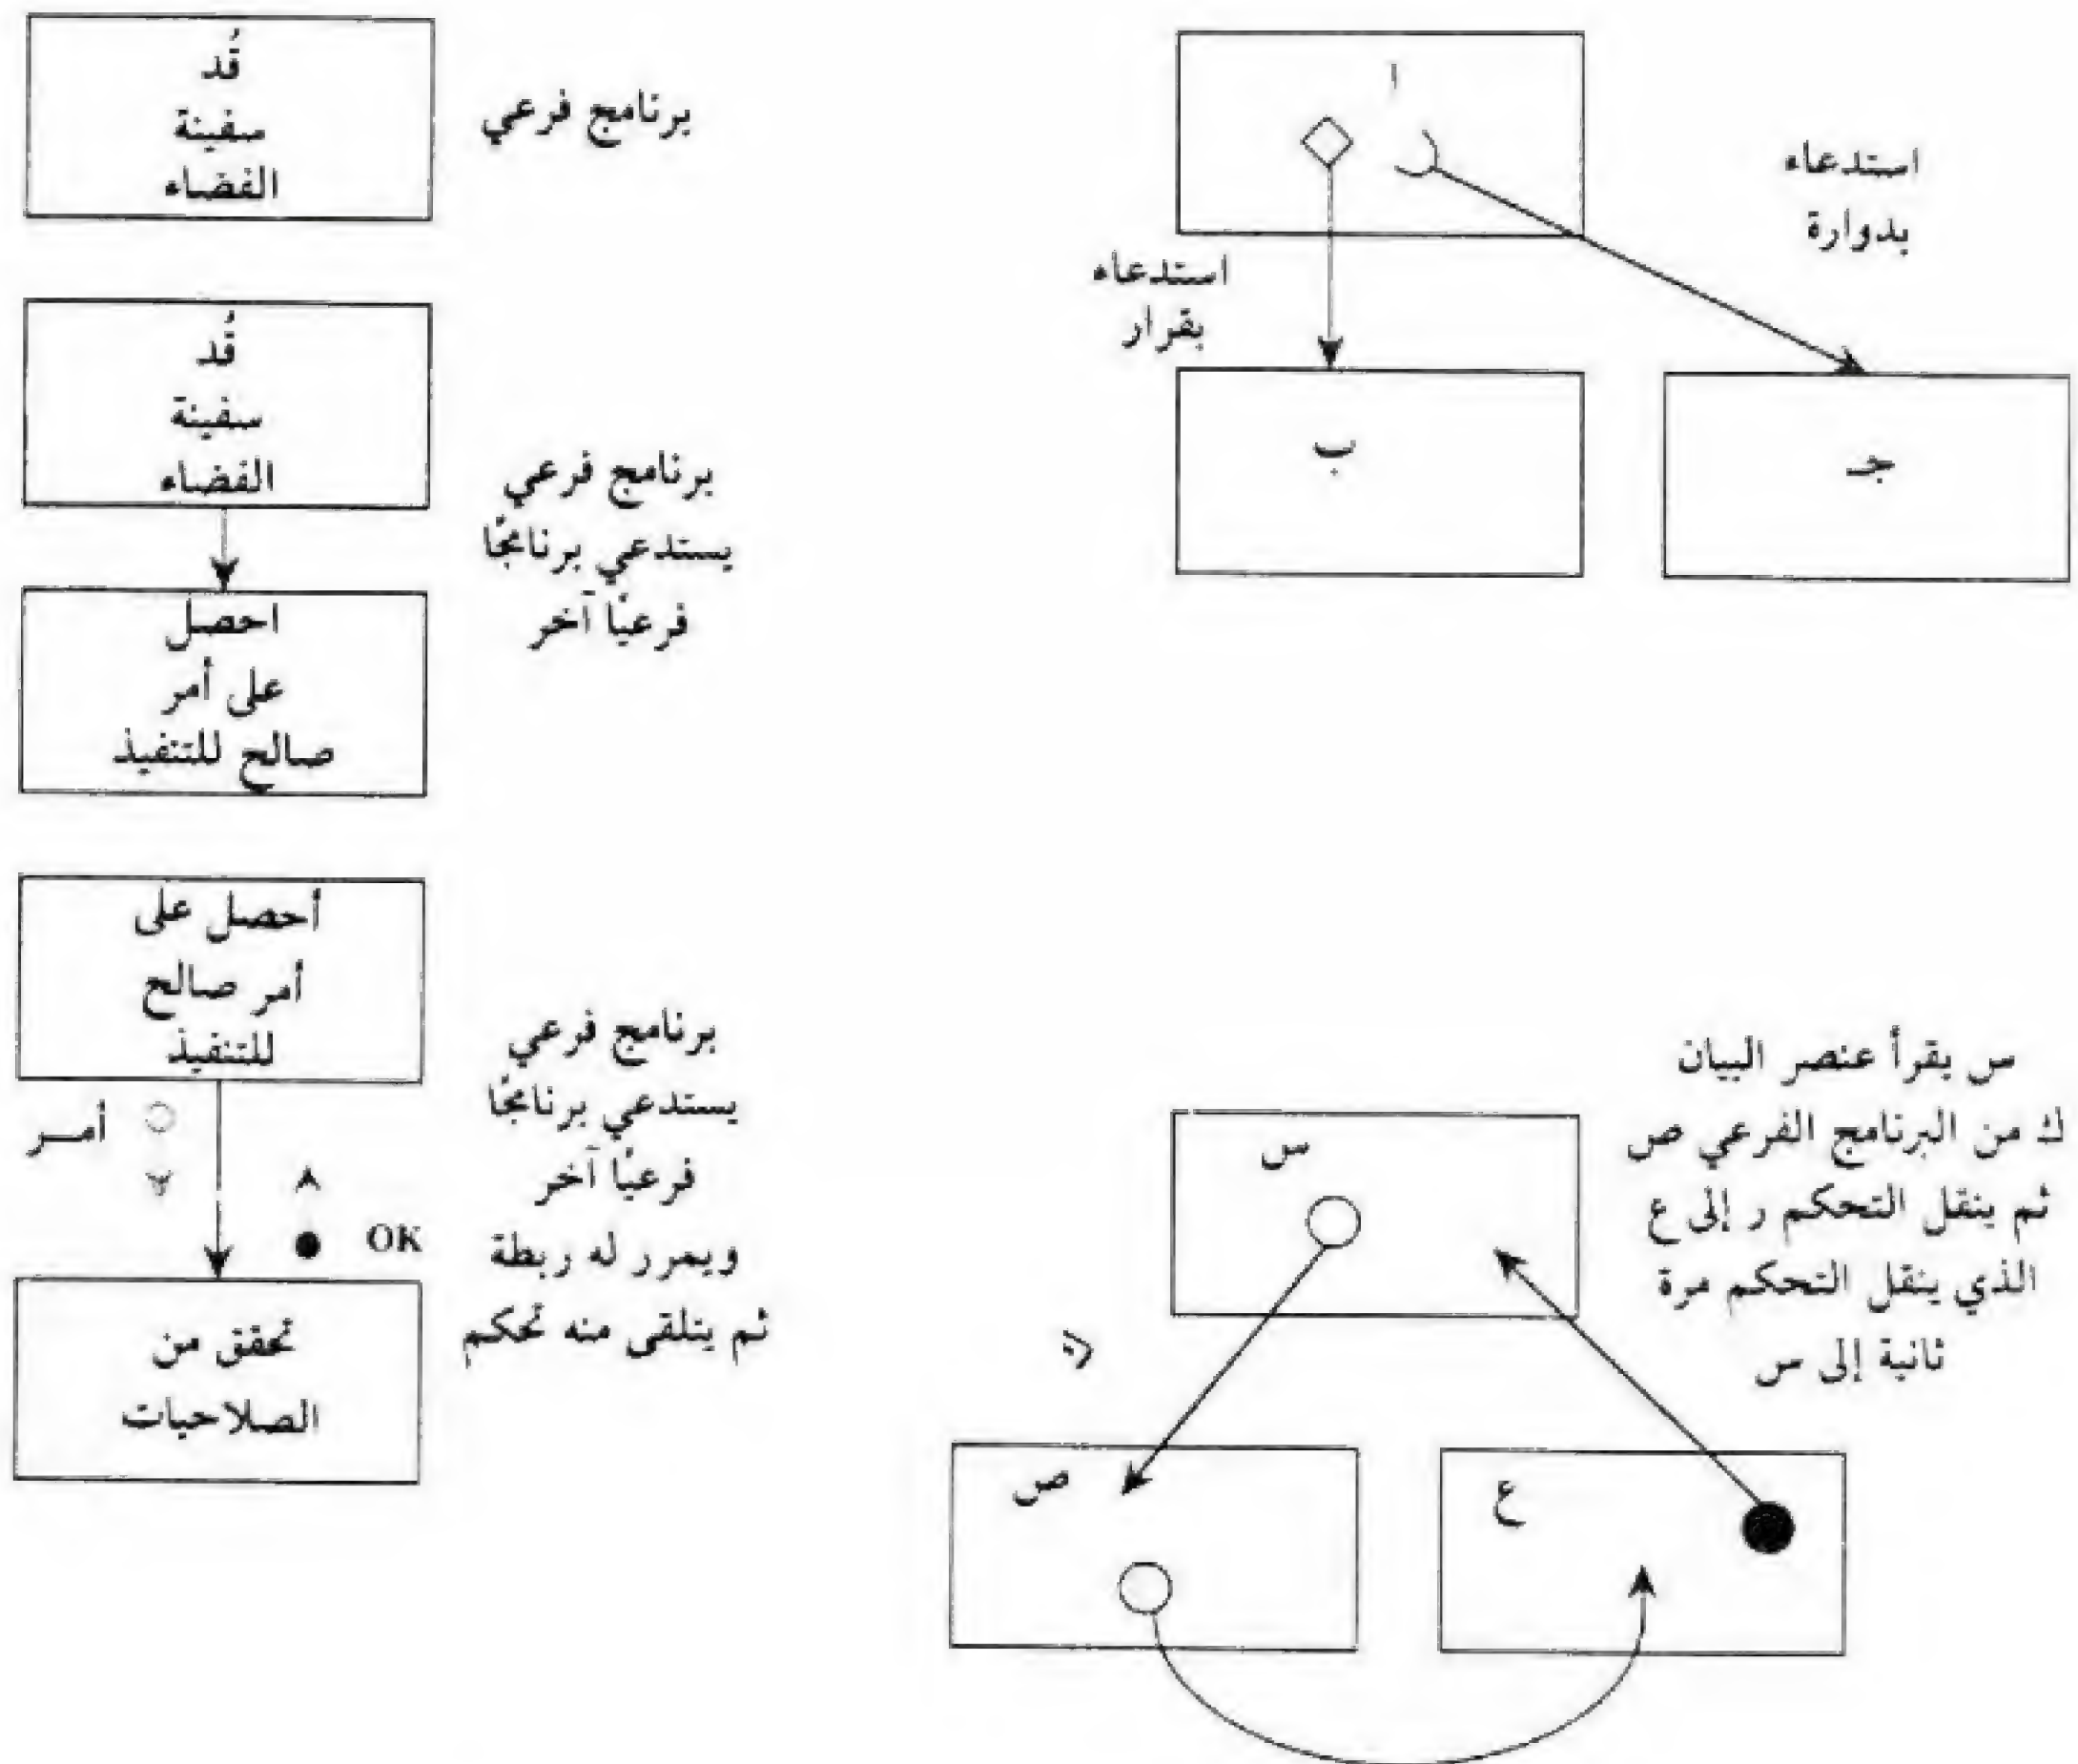 قُد
سفينة
الفضاء
برنامج فرعي
قُد
سفينة
الفضاء
برنامج فرعي
يستدعي برنامجًا
فرعيًا آخر
احصل
على أمر
صالح للتنفيذ
أحصل على
أمر صالح
للتنفيذ
أمــر
OK
تحقق من
الصلاحيات
برنامج فرعي
يستدعي برنامجًا
فرعيًا آخر
ويمرر له ربطة
ثم يتلقى منه تحكم
ا
استدعاء
بدوارة
استدعاء
بقرار
ب
جـ
س يقرأ عنصر البيان
ك من البرنامج الفرعي ص
ثم ينقل التحكم ر إلى ع
الذي ينقل التحكم مرة
ثانية إلى س
س
ص
ع